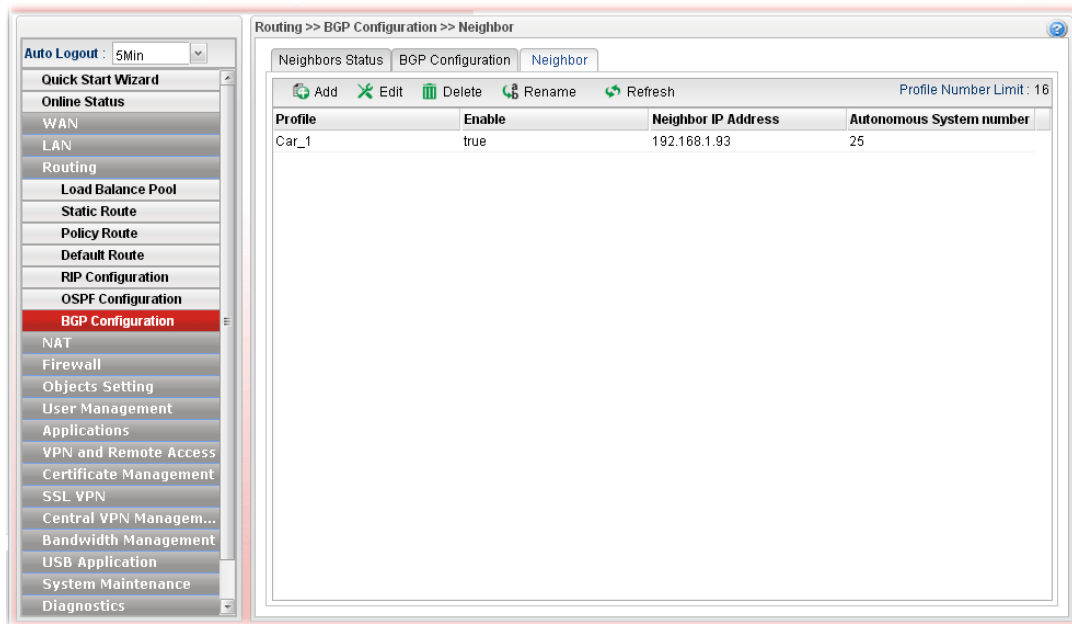 Routing >> BGP Configuration >> Neighbor
Auto Logout : 5Min
Quick Start Wizard
Online Status
WAN
LAN
Routing
Load Balance Pool
Static Route
Policy Route
Default Route
RIP Configuration
OSPF Configuration
BGP Configuration
NAT
Firewall
Objects Setting
User Management
Applications
VPN and Remote Access
Certificate Management
SSL VPN
Central VPN Managem...
Bandwidth Management
USB Application
System Maintenance
Diagnostics
Neighbors Status BGP Configuration Neighbor
Add Edit Delete Rename Refresh Profile Number Limit : 16
Profile Enable Neighbor IP Address Autonomous System number
Car_1 true 192.168.1.93 25